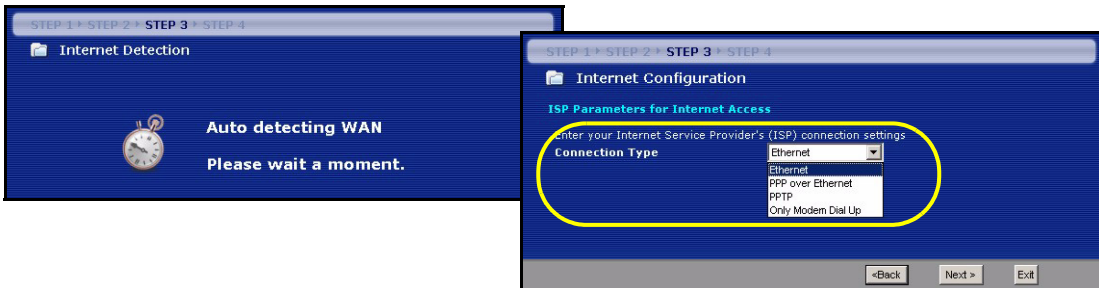 STEP 1 › STEP 2 › STEP 3 › STEP 4
Internet Detection
Auto detecting WAN
Please wait a moment.
STEP 1 › STEP 2 › STEP 3 › STEP 4
Internet Configuration
ISP Parameters for Internet Access
Enter your Internet Service Provider's (ISP) connection settings
Connection Type Ethernet
Ethernet
PPP over Ethernet
PPTP
Only Modem Dial Up
<Back Next > Exit